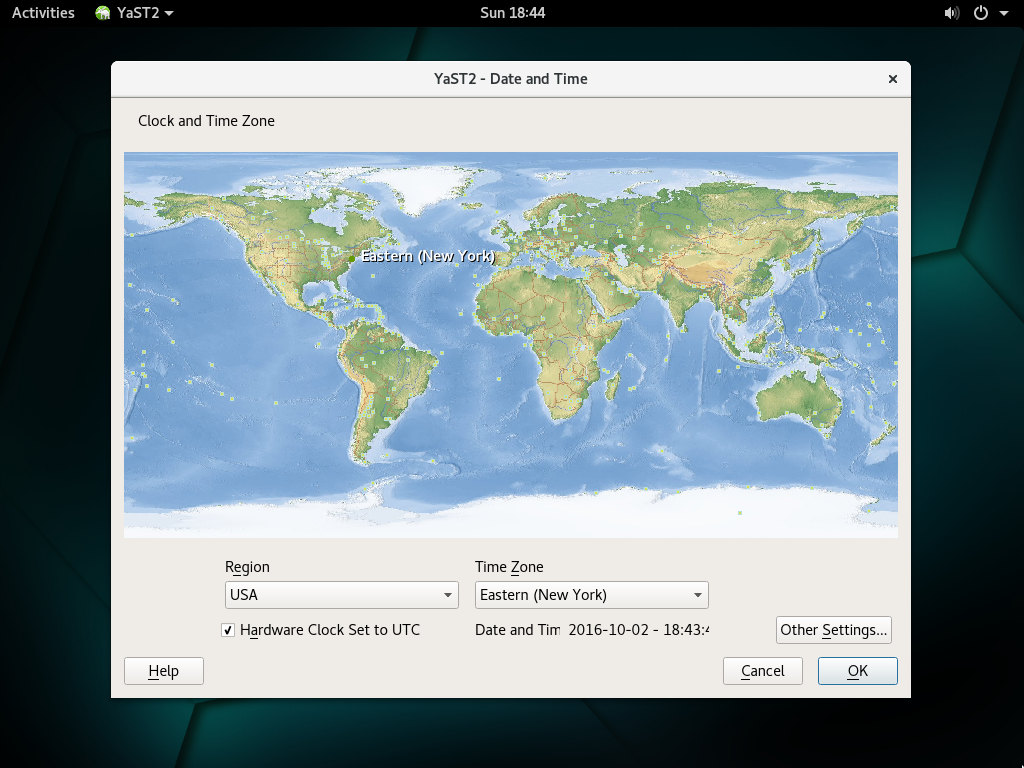 Activities YaST2 Sun 18:44
YaST2 - Date and Time
Clock and Time Zone
Eastern (New York)
Region Time Zone
USA Eastern (New York)
Hardware Clock Set to UTC Date and Tim 2016-10-02 - 18:43:4 Other Settings...
Help Cancel OK